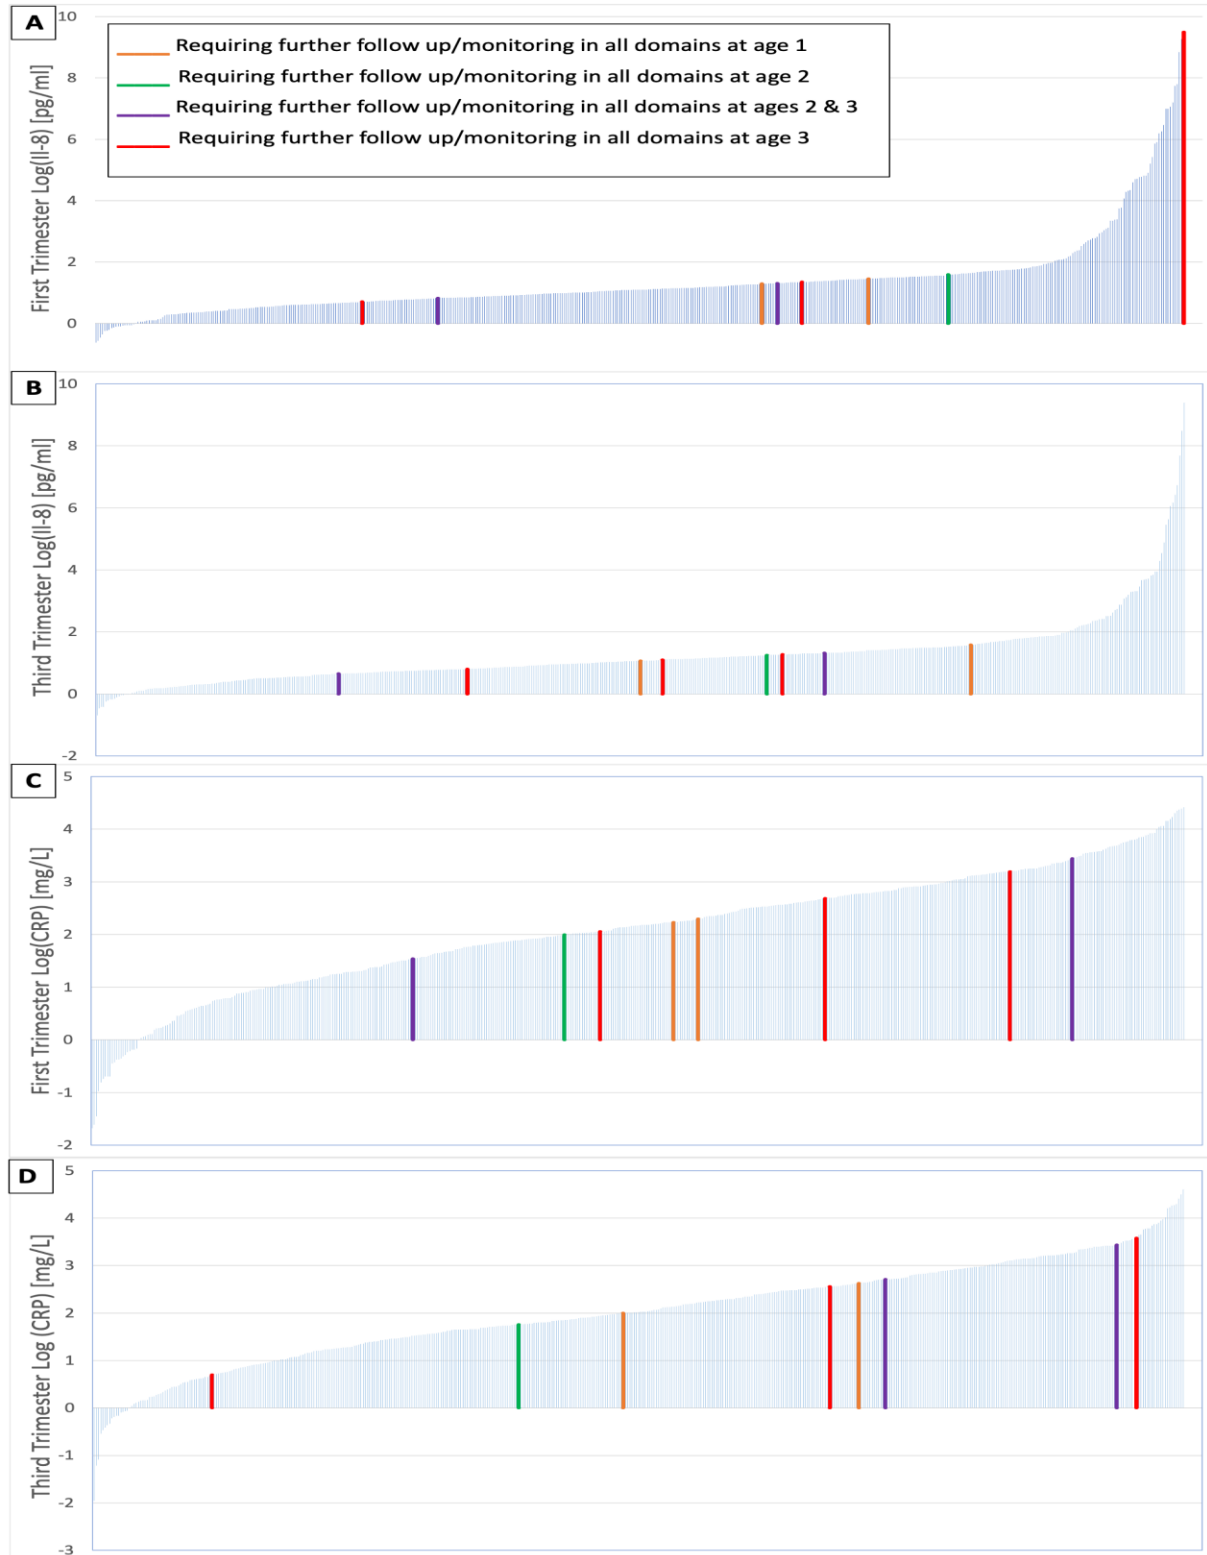 A
10
8
6
4
2
0
First Trimester Log(Il-8) [pg/ml]
Requiring further follow up/monitoring in all domains at age 1
Requiring further follow up/monitoring in all domains at age 2
Requiring further follow up/monitoring in all domains at ages 2 & 3
Requiring further follow up/monitoring in all domains at age 3
B
10
8
6
4
2
0
-2
Third Trimester Log(Il-8) [pg/ml]
C
5
4
3
2
1
0
-1
-2
First Trimester Log(CRP) [mg/L]
D
5
4
3
2
1
0
-1
-2
-3
Third Trimester Log (CRP) [mg/L]